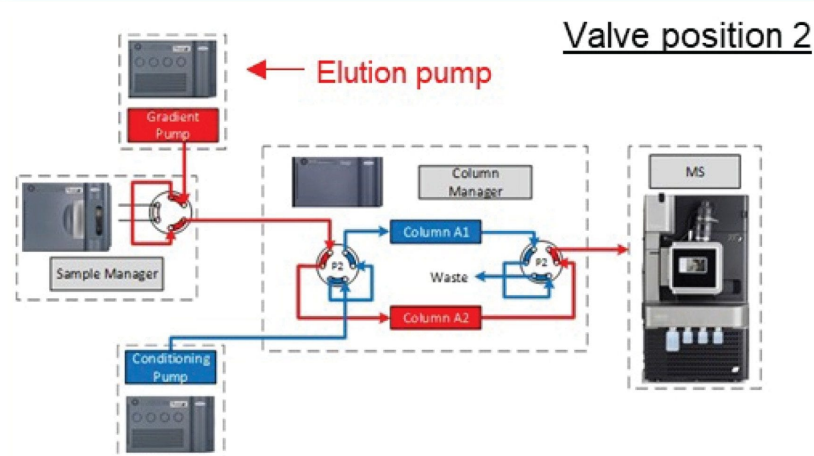 Valve position 2
Elution pump
Gradient
Pump
Column
Manager
MS
Sample Manager
Column A1
P2
P2
Waste
Column A2
Conditioning
Pump